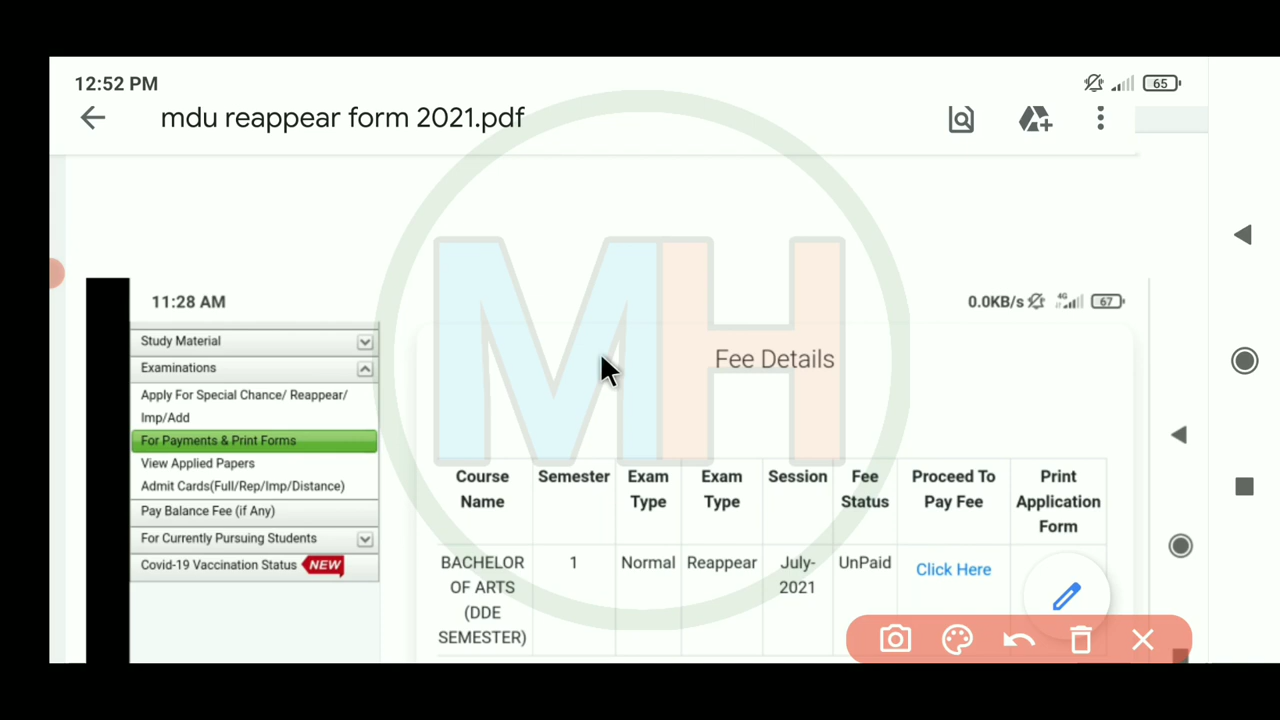 12:52 PM
65
mdu reappear form 2021.pdf
MH
11:28 AM
0.0KB/s 4G 67
Study Material
Examinations
Apply For Special Chance/ Reappear/
Imp/Add
For Payments & Print Forms
View Applied Papers
Admit Cards(Full/Rep/Imp/Distance)
Pay Balance Fee (if Any)
For Currently Pursuing Students
Covid-19 Vaccination Status NEW
Fee Details
Course Semester Exam Exam Session Fee Proceed To Print
Name Type Type Status Pay Fee Application
Form
BACHELOR 1 Normal Reappear July- UnPaid Click Here
OF ARTS 2021
(DDE
SEMESTER)